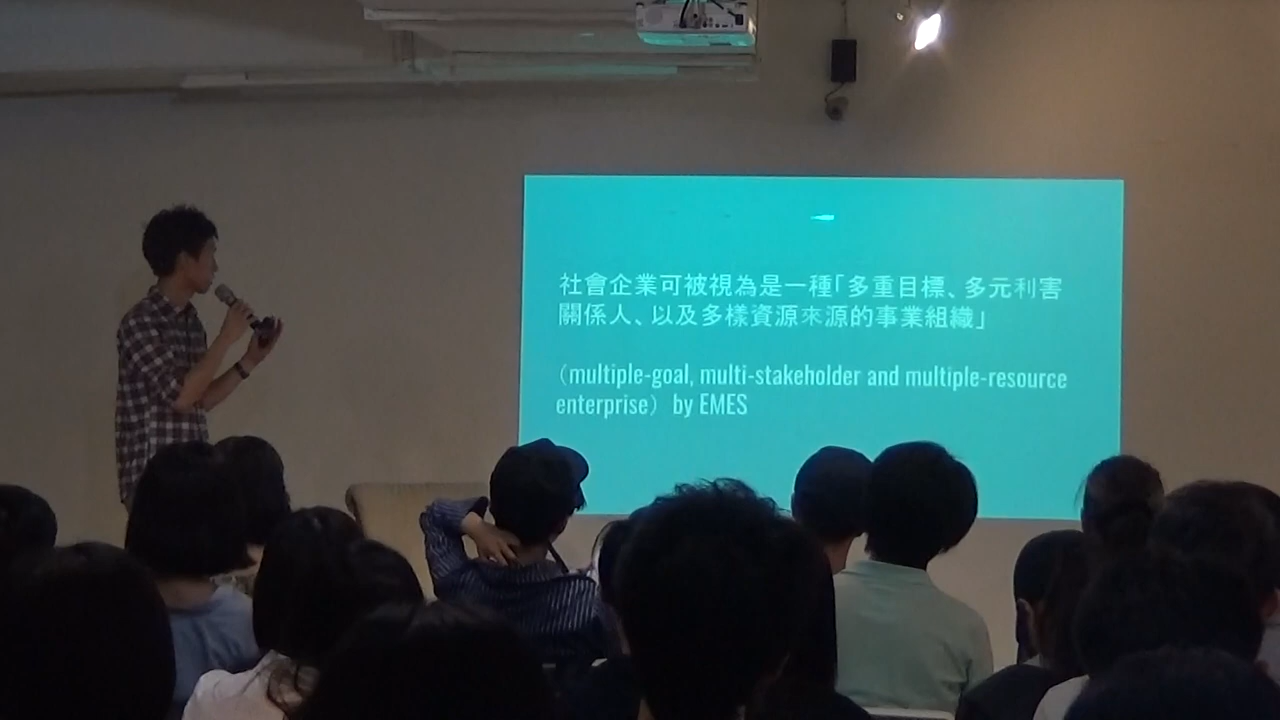 社會企業可被視為是一種「多重目標、多元利害
關係人、以及多樣資源來源的事業組織」
（multiple-goal, multi-stakeholder and multiple-resource
enterprise）by EMES